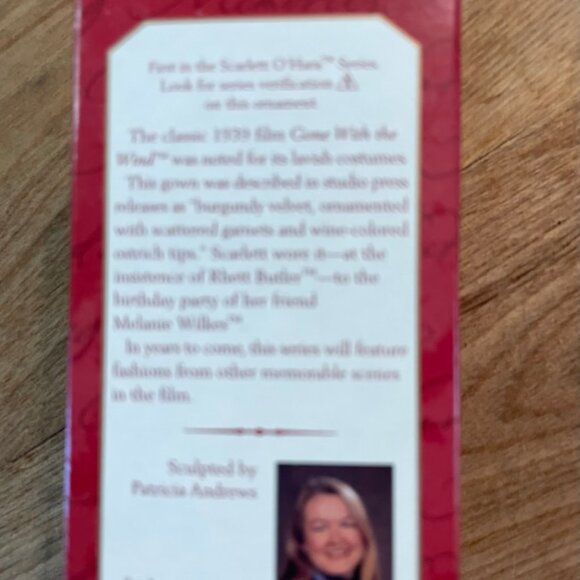 First in the Scarlett O'Hara™ Series.
Look for series verification
on this ornament.
The classic 1939 film Gone With the
Wind™ was noted for its lavish costumes.
This gown was described in studio press
releases as "burgundy velvet, ornamented
with scattered garnets and wine-colored
ostrich tips." Scarlett wore it—at the
insistence of Rhett Butler™—to the
birthday party of her friend
Melanie Wilkes™.
In years to come, this series will feature
fashions from other memorable scenes
in the film.
Sculpted by
Patricia Andrews